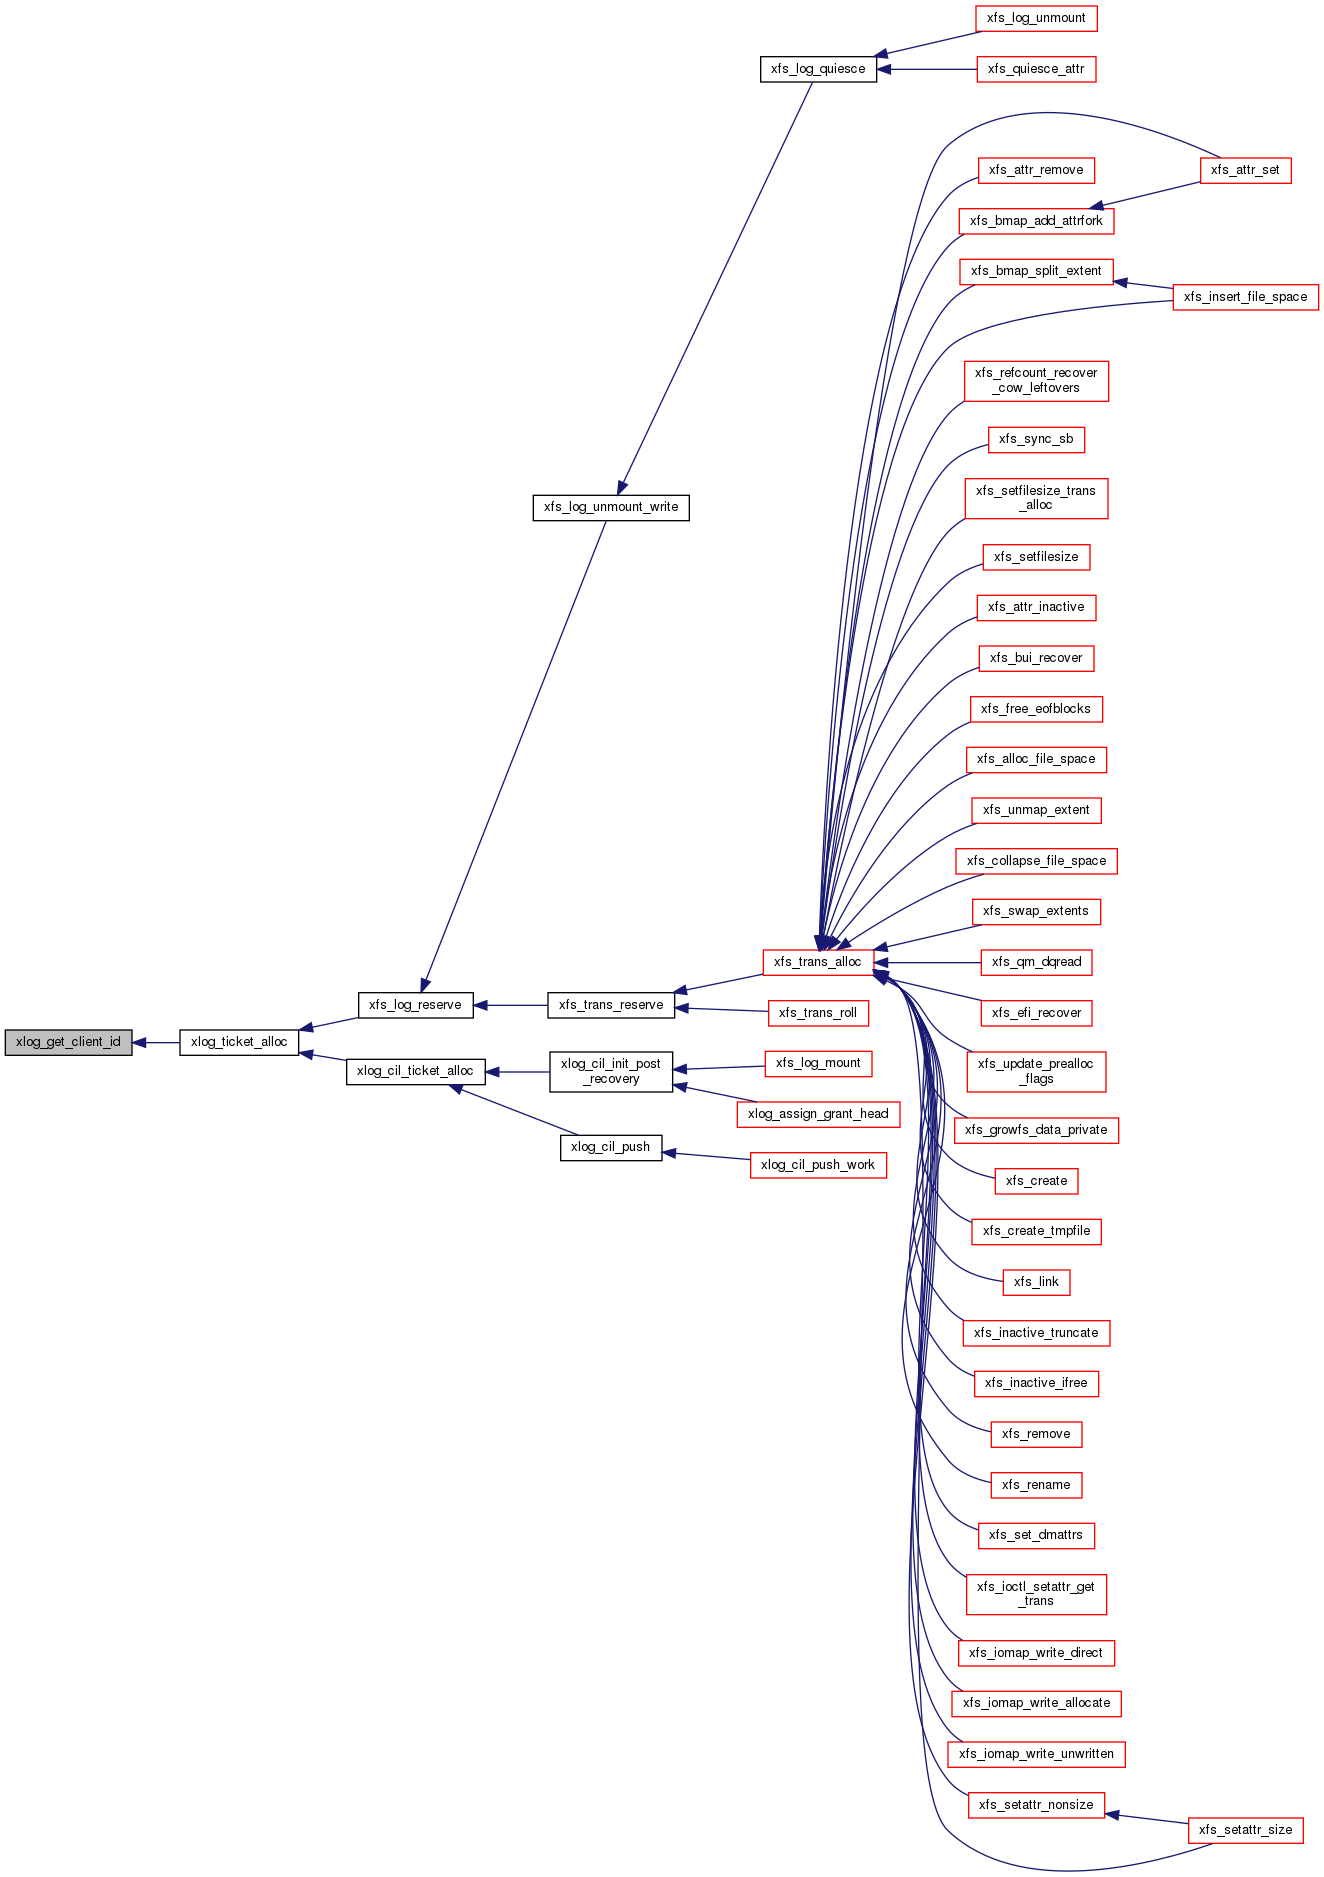 xfs_log_unmount
xfs_log_quiesce
xfs_quiesce_attr
xfs_attr_remove
xfs_attr_set
xfs_bmap_add_attrfork
xfs_bmap_split_extent
xfs_insert_file_space
xfs_refcount_recover
_cow_leftovers
xfs_sync_sb
xfs_setfilesize_trans
_alloc
xfs_log_unmount_write
xfs_setfilesize
xfs_attr_inactive
xfs_bui_recover
xfs_free_eofblocks
xfs_alloc_file_space
xfs_unmap_extent
xfs_collapse_file_space
xfs_swap_extents
xfs_trans_alloc
xfs_qm_dqread
xfs_log_reserve
xfs_trans_reserve
xfs_trans_roll
xfs_efi_recover
xlog_get_client_id
xlog_ticket_alloc
xlog_cil_ticket_alloc
xlog_cil_init_post
_recovery
xfs_log_mount
xfs_update_prealloc
_flags
xlog_assign_grant_head
xfs_growfs_data_private
xlog_cil_push
xlog_cil_push_work
xfs_create
xfs_create_tmpfile
xfs_link
xfs_inactive_truncate
xfs_inactive_ifree
xfs_remove
xfs_rename
xfs_set_dmattrs
xfs_ioctl_setattr_get
_trans
xfs_iomap_write_direct
xfs_iomap_write_allocate
xfs_iomap_write_unwritten
xfs_setattr_nonsize
xfs_setattr_size